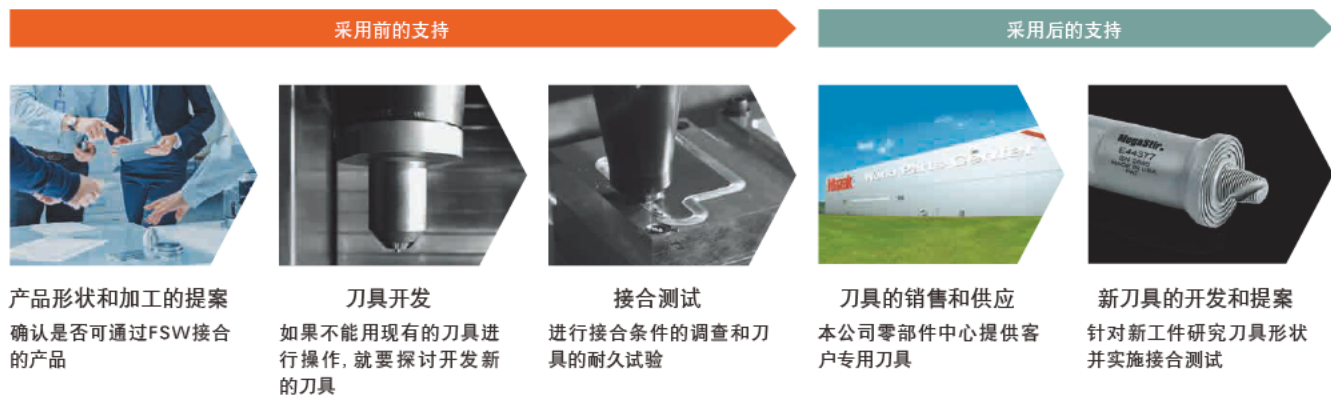 采用前的支持
采用后的支持
Mazak World Parts Center
MegaStir.
E44377
MADE IN USA
产品形状和加工的提案
确认是否可通过FSW接合
的产品
刀具开发
如果不能用现有的刀具进
行操作, 就要探讨开发新
的刀具
接合测试
进行接合条件的调查和刀
具的耐久试验
刀具的销售和供应
本公司零部件中心提供客
户专用刀具
新刀具的开发和提案
针对新工件研究刀具形状
并实施接合测试